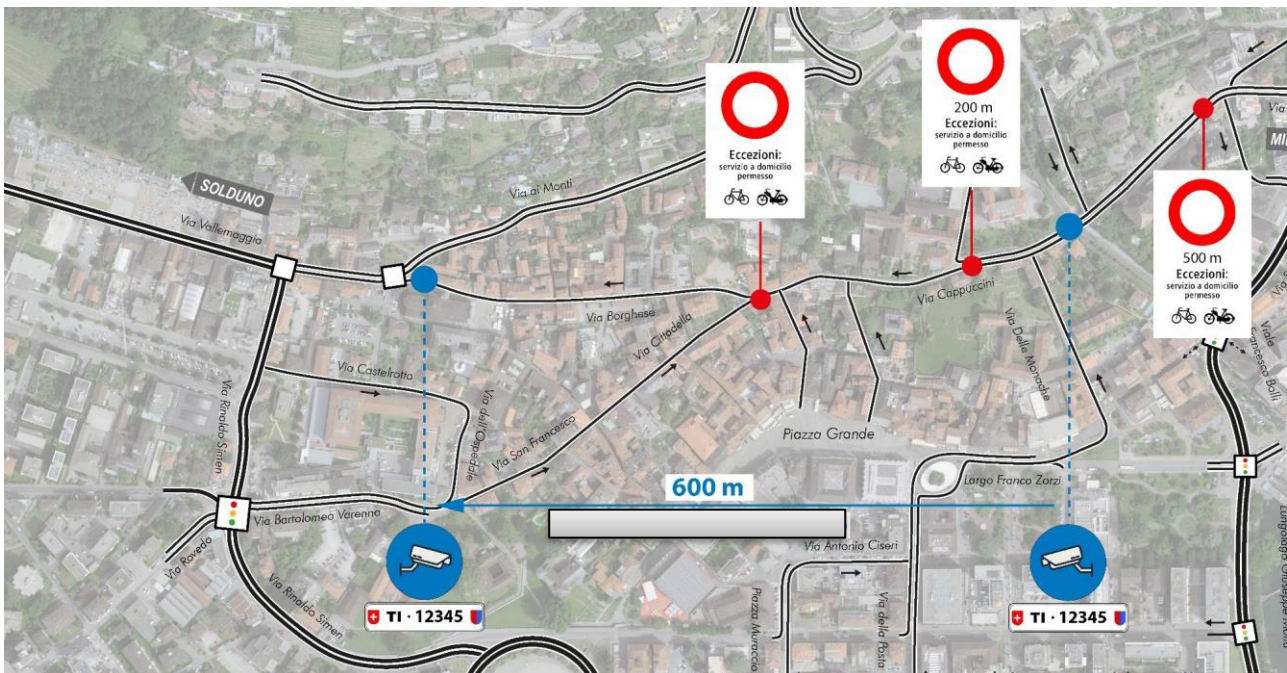 200 m
Eccezioni:
servizio a domicilio
permesso
Eccezioni:
servizio a domicilio
permesso
500 m
Eccezioni:
servizio a domicilio
permesso
Via
SOLDUNO
Via ai Monti
Via Vallemaggia
Via Borghese
Via Cittadella
Via Cappuccini
Via Delle Monache
Viale
Francesco Balli
Via Castelrotto
Via dell'Ospedale
Via Rinaldo Simen
Via San Francesco
Piazza Grande
Largo Franco Zorzi
600 m
Via Bartolomeo Varenna
Via Rovedo
Via Rinaldo Simen
Via Antonio Ciseri
Piazza Muraccio
Via della Posta
TI · 12345
TI · 12345